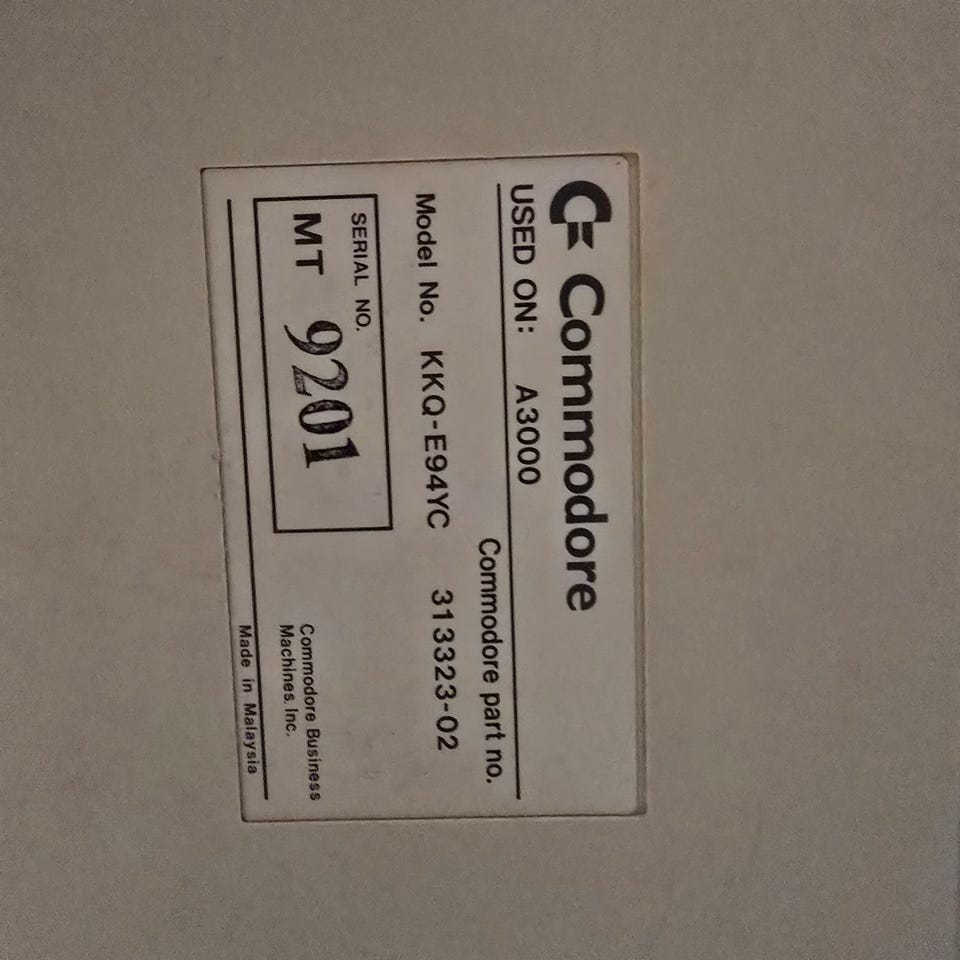 Commodore
USED ON: A3000
Commodore part no.
Model No. KKQ-E94YC 313323-02
SERIAL NO.
MT 9201
Commodore Business
Machines, Inc.
Made in Malaysia